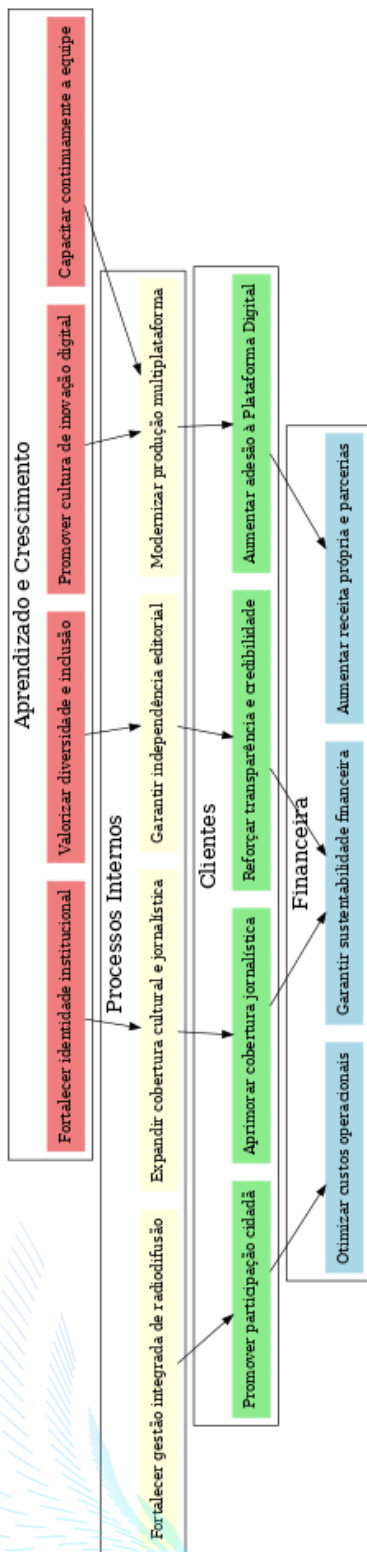 Aprendizado e Crescimento
Fortalecer identidade institucional
Valorizar diversidade e inclusão
Promover cultura de inovação digital
Capacitar continuamente a equipe
Processos Internos
Fortalecer gestão integrada de radiodifusão
Expandir cobertura cultural e jornalística
Garantir independência editorial
Modernizar produção multiplataforma
Clientes
Promover participação cidadã
Aprimorar cobertura jornalística
Reforçar transparência e credibilidade
Aumentar adesão à Plataforma Digital
Financeira
Otimizar custos operacionais
Garantir sustentabilidade financeira
Aumentar receita própria e parcerias